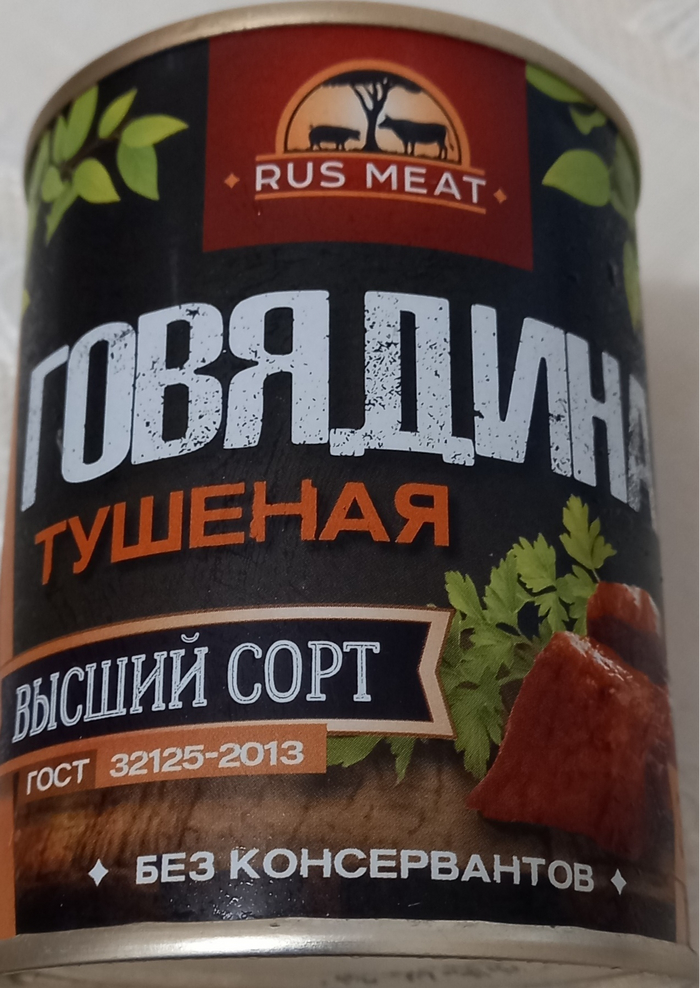 RUS MEAT
ГОВЯДИНА
ТУШЕНАЯ
ВЫСШИЙ СОРТ
ГОСТ 32125-2013
БЕЗ КОНСЕРВАНТОВ